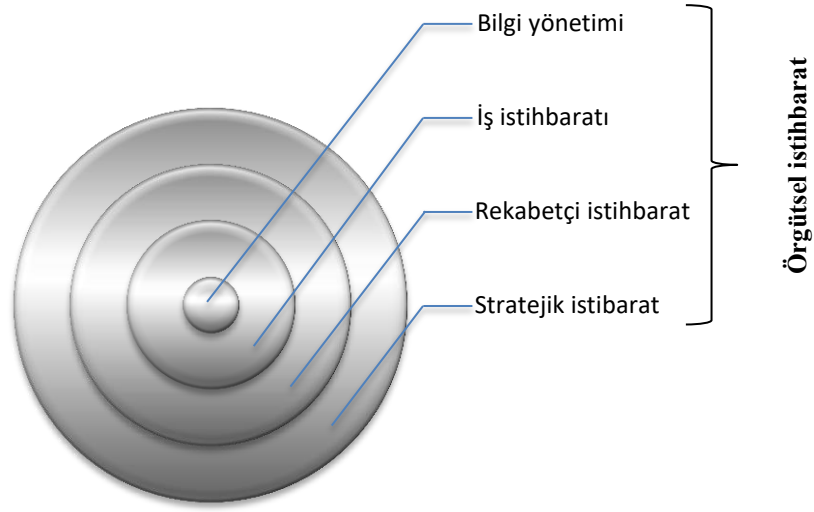 Bilgi yönetimi
İş istihbaratı
Rekabetçi istihbarat
Stratejik istibarat
Örgütsel istihbarat